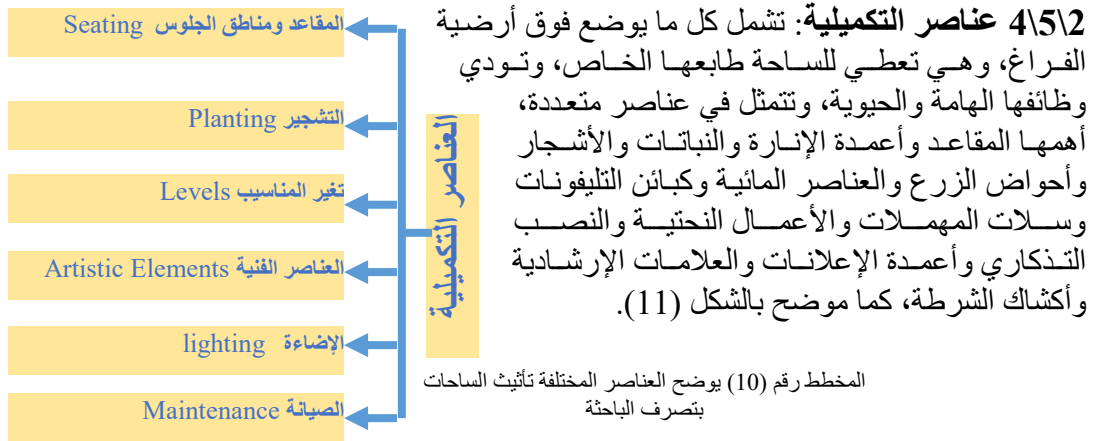 4\5\2 عناصر التكميلية: تشمل كل ما يوضع فوق أرضية
الفراغ، وهي تعطي للساحة طابعها الخاص، وتودي
وظائفها الهامة والحيوية، وتتمثل في عناصر متعددة،
أهمها المقاعد وأعمدة الإنارة والنباتات والأشجار
وأحواض الزرع والعناصر المائية وكبائن التليفونات
وسلات المهملات والأعمال النحتية والنصب
التذكاري وأعمدة الإعلانات والعلامات الإرشادية
وأكشاك الشرطة، كما موضح بالشكل (11).
العناصر التكميلية
المقاعد ومناطق الجلوس Seating
التشجير Planting
تغير المناسيب Levels
العناصر الفنية Artistic Elements
الإضاءة lighting
الصيانة Maintenance
المخطط رقم (10) يوضح العناصر المختلفة تأثيث الساحات
بتصرف الباحثة